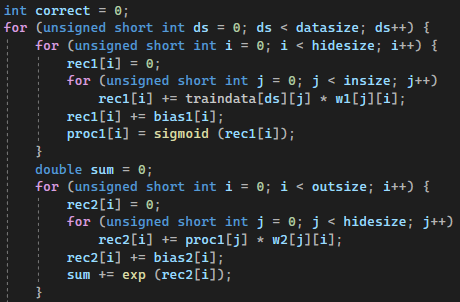 int correct = 0;
for (unsigned short int ds = 0; ds < datasize; ds++) {
    for (unsigned short int i = 0; i < hidesize; i++) {
        rec1[i] = 0;
        for (unsigned short int j = 0; j < insize; j++)
            rec1[i] += traindata[ds][j] * w1[j][i];
        rec1[i] += bias1[i];
        proc1[i] = sigmoid (rec1[i]);
    }
    double sum = 0;
    for (unsigned short int i = 0; i < outsize; i++) {
        rec2[i] = 0;
        for (unsigned short int j = 0; j < hidesize; j++)
            rec2[i] += proc1[j] * w2[j][i];
        rec2[i] += bias2[i];
        sum += exp (rec2[i]);
    }